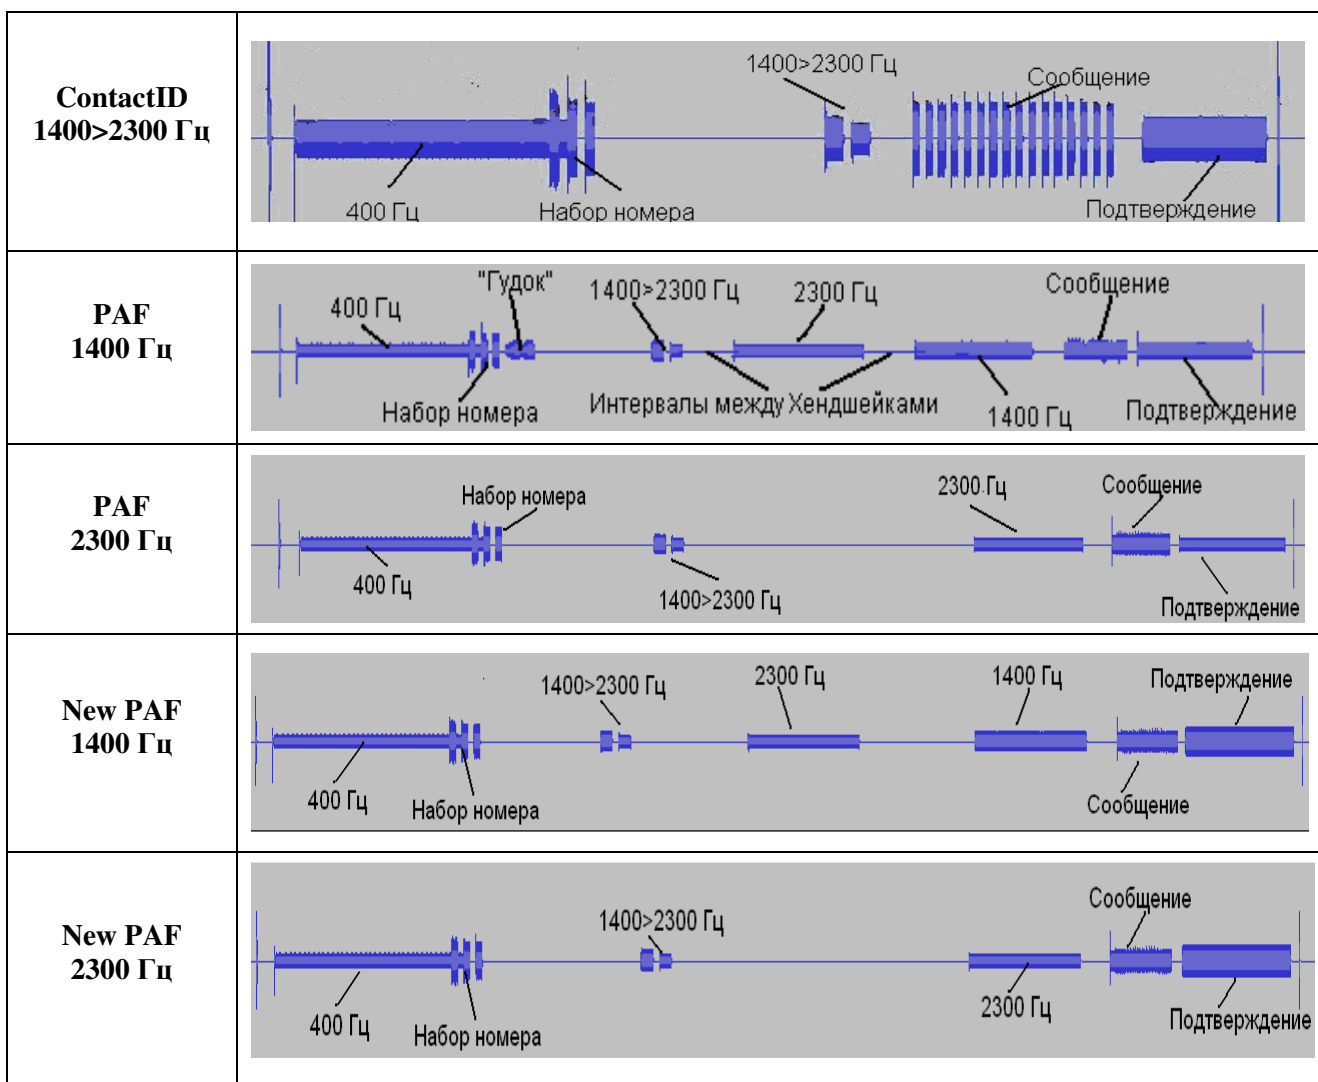 ContactID
1400>2300 Гц
1400>2300 Гц
Сообщение
400 Гц
Набор номера
Подтверждение
PAF
1400 Гц
400 Гц
"Гудок"
1400>2300 Гц
2300 Гц
Сообщение
Набор номера
Интервалы между Хендшейками
1400 Гц
Подтверждение
PAF
2300 Гц
Набор номера
2300 Гц
Сообщение
400 Гц
1400>2300 Гц
Подтверждение
New PAF
1400 Гц
1400>2300 Гц
2300 Гц
1400 Гц
Подтверждение
400 Гц
Набор номера
Сообщение
New PAF
2300 Гц
1400>2300 Гц
Сообщение
400 Гц
Набор номера
2300 Гц
Подтверждение